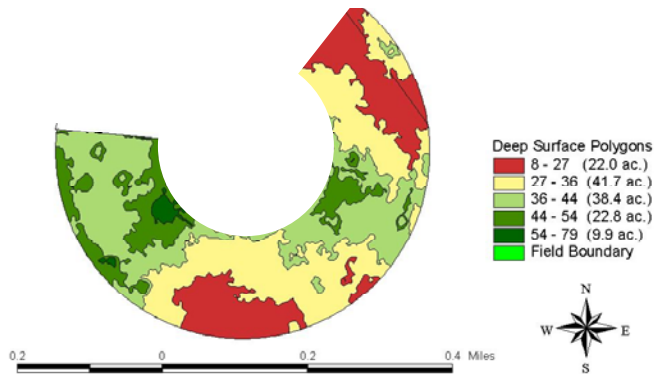 Deep Surface Polygons
8 - 27 (22.0 ac.)
27 - 36 (41.7 ac.)
36 - 44 (38.4 ac.)
44 - 54 (22.8 ac.)
54 - 79 (9.9 ac.)
Field Boundary
N
W E
S
0.2 0 0.2 0.4 Miles